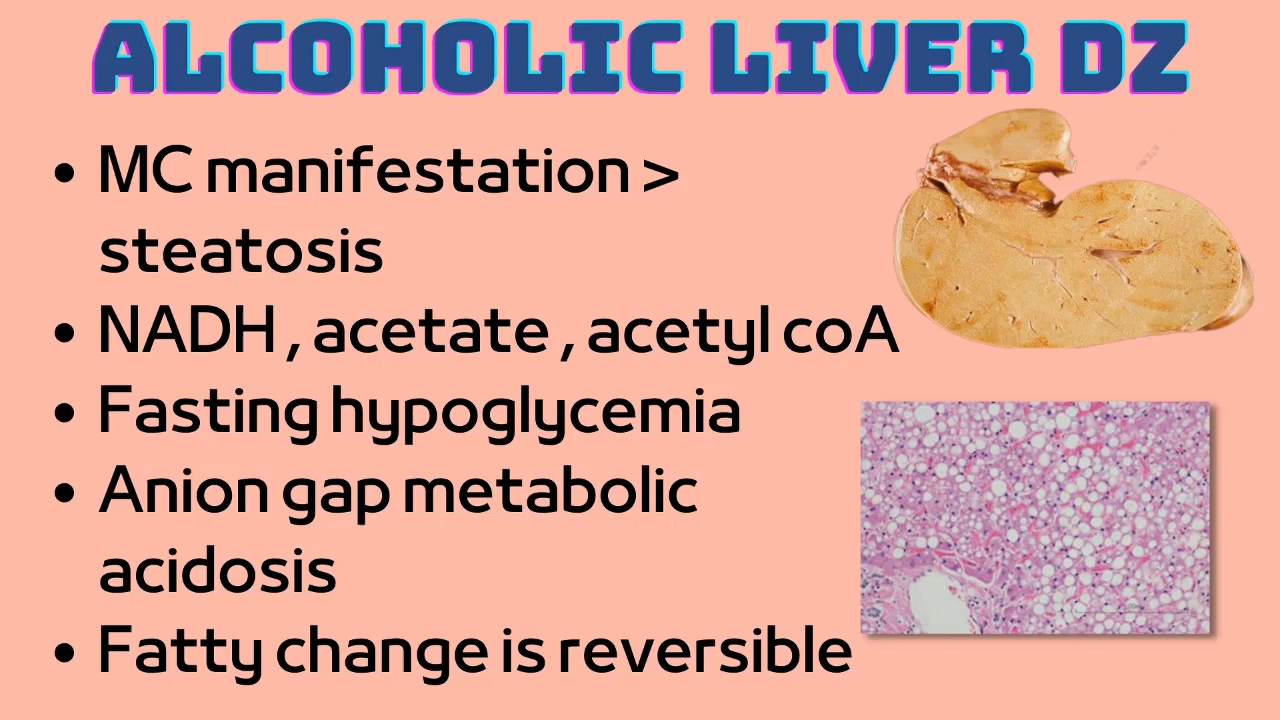 ALCOHOLIC LIVER DZ
• MC manifestation >
steatosis
• NADH , acetate , acetyl coA
• Fasting hypoglycemia
• Anion gap metabolic
acidosis
• Fatty change is reversible